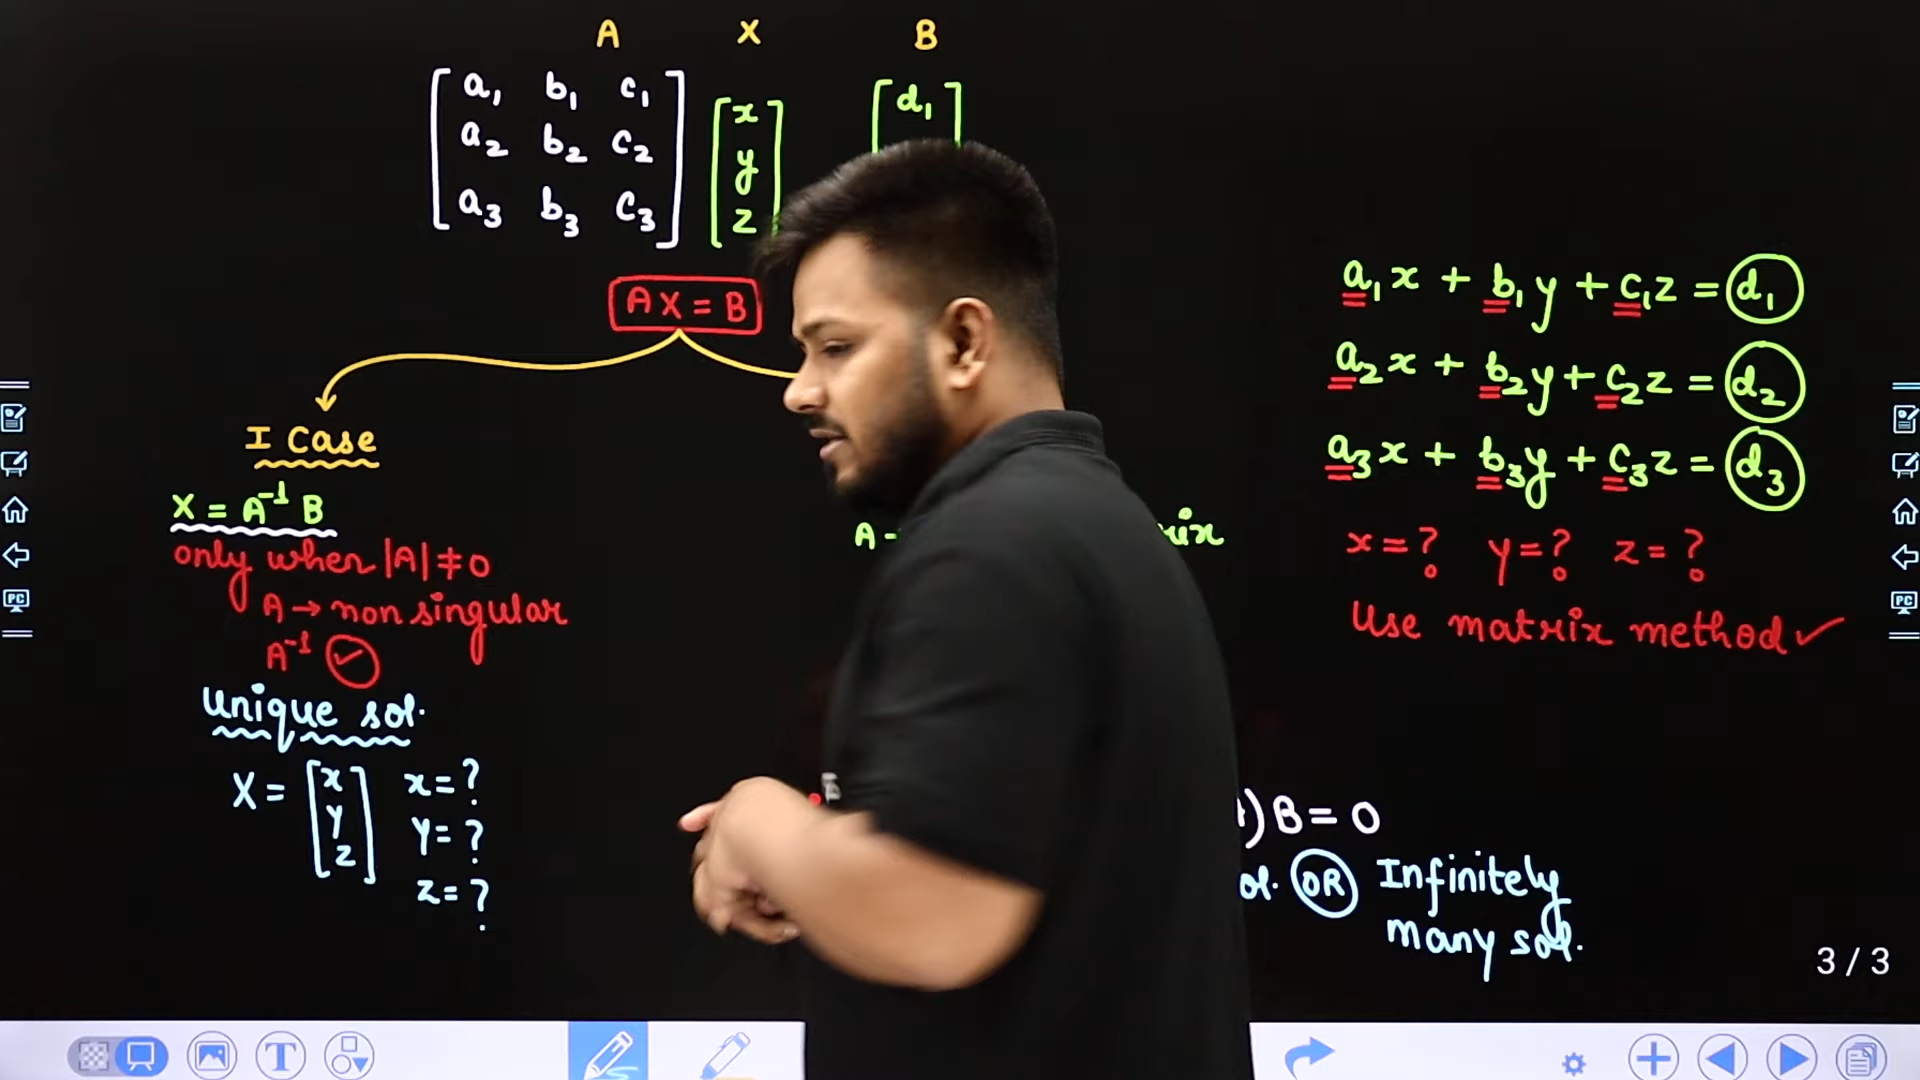 A X B
a₁ b₁ c₁
a₂ b₂ c₂
a₃ b₃ c₃
x
y
z
d₁
AX = B
I Case
X = A⁻¹ B
only when |A| ≠ 0
A → non singular
A⁻¹ ✓
Unique sol.
X = [x y z]
x = ?
y = ?
z = ?
A -
) B = 0
OR Infinitely
many sol.
a₁x + b₁y + c₁z = d₁
a₂x + b₂y + c₂z = d₂
a₃x + b₃y + c₃z = d₃
x = ? y = ? z = ?
Use matrix method ✓
3 / 3
T
PC
PC